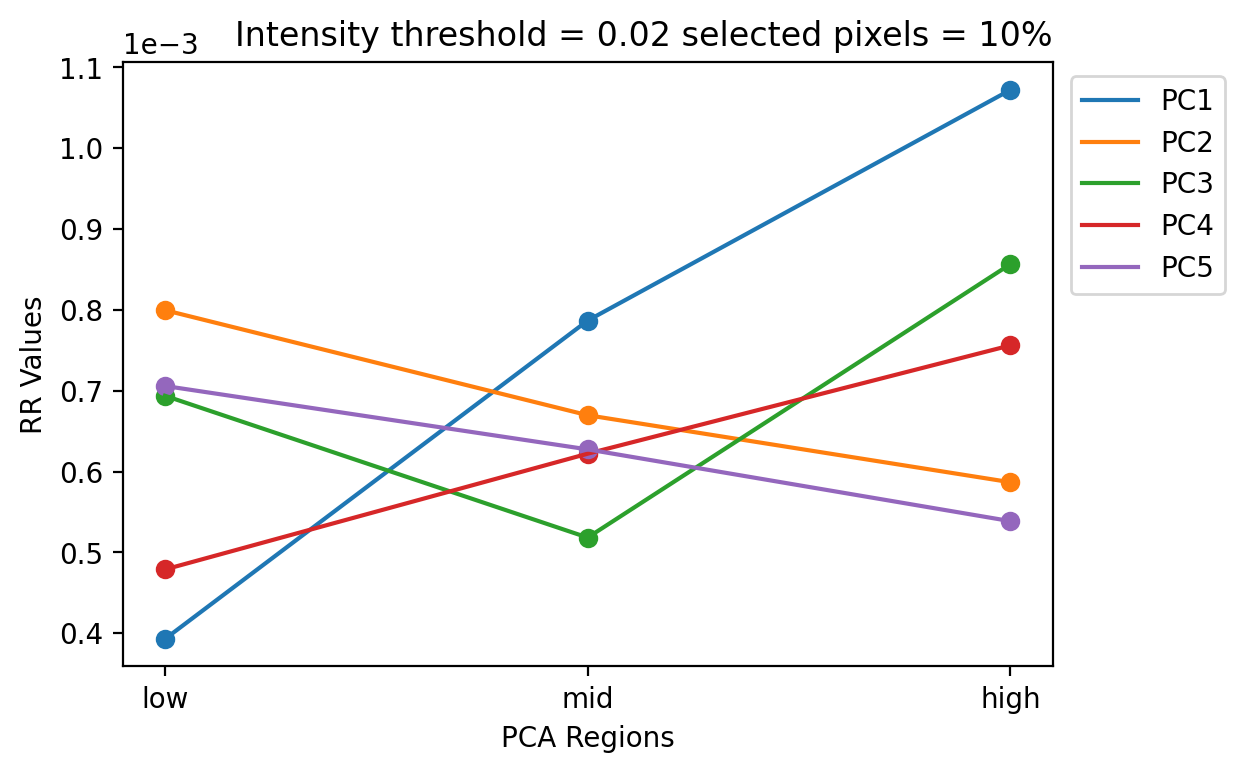 Intensity threshold = 0.02 selected pixels = 10%
1e−3
1.1
1.0
0.9
0.8
0.7
0.6
0.5
0.4
RR Values
low
mid
high
PCA Regions
PC1
PC2
PC3
PC4
PC5